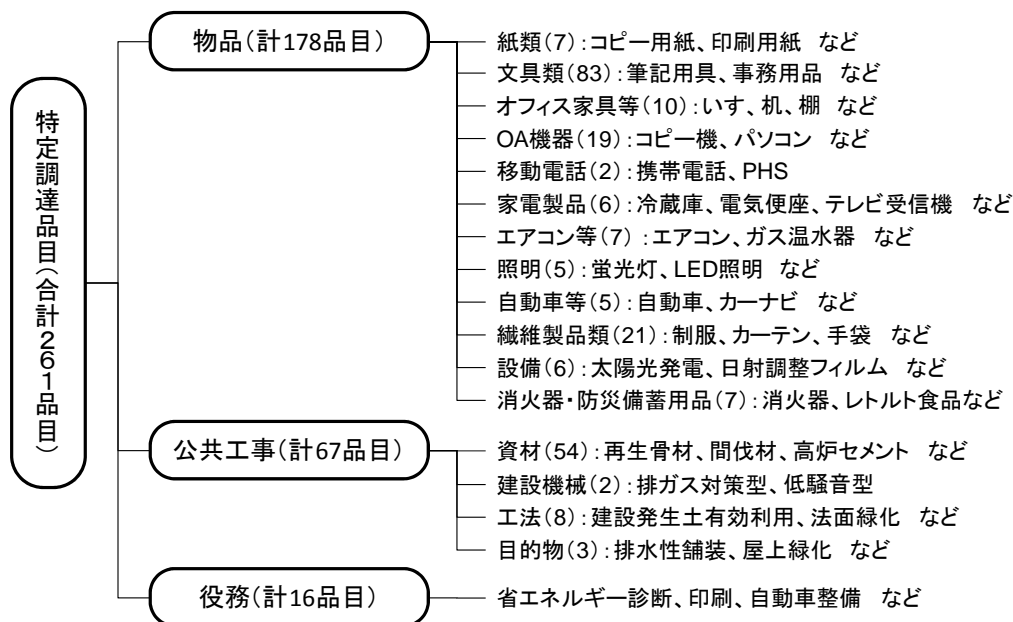 特定調達品目(合計261品目)
物品(計178品目)
紙類(7):コピー用紙、印刷用紙 など
文具類(83):筆記用具、事務用品 など
オフィス家具等(10):いす、机、棚 など
OA機器(19):コピー機、パソコン など
移動電話(2):携帯電話、PHS
家電製品(6):冷蔵庫、電気便座、テレビ受信機 など
エアコン等(7):エアコン、ガス温水器 など
照明(5):蛍光灯、LED照明 など
自動車等(5):自動車、カーナビ など
繊維製品類(21):制服、カーテン、手袋 など
設備(6):太陽光発電、日射調整フィルム など
消火器・防災備蓄用品(7):消火器、レトルト食品など
公共工事(計67品目)
資材(54):再生骨材、間伐材、高炉セメント など
建設機械(2):排ガス対策型、低騒音型
工法(8):建設発生土有効利用、法面緑化 など
目的物(3):排水性舗装、屋上緑化 など
役務(計16品目)
省エネルギー診断、印刷、自動車整備 など